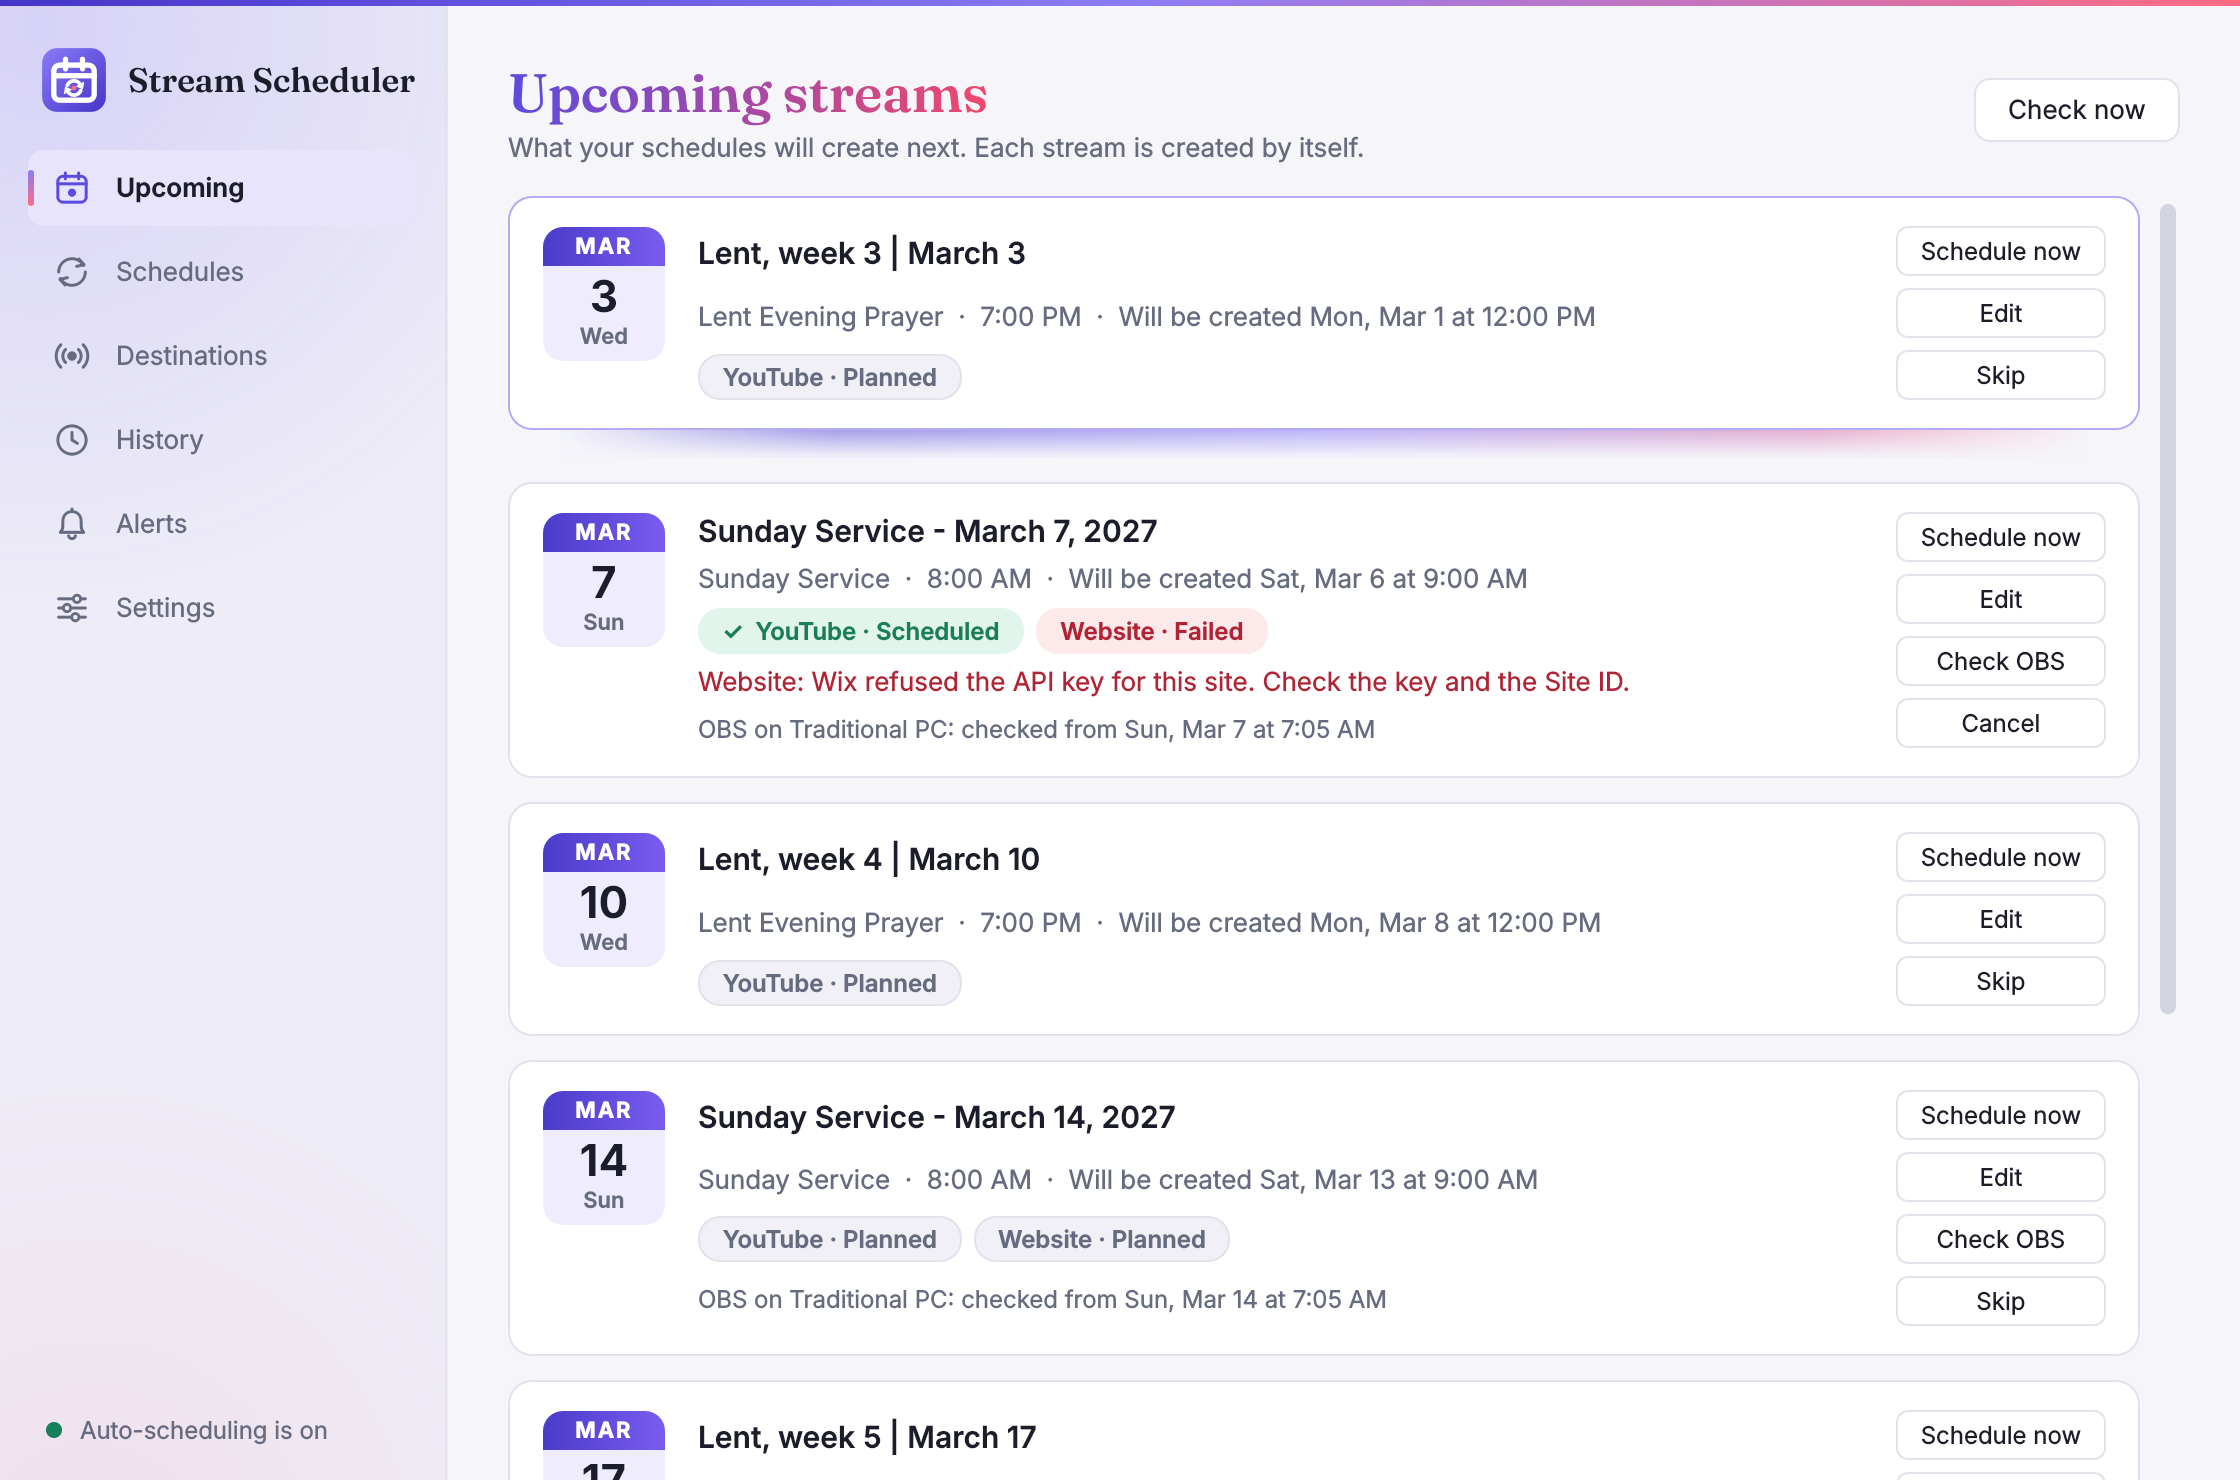 Stream Scheduler
Upcoming
Schedules
Destinations
History
Alerts
Settings
Auto-scheduling is on
Upcoming streams
What your schedules will create next. Each stream is created by itself.
Check now
MAR
3
Wed
Lent, week 3 | March 3
Lent Evening Prayer · 7:00 PM · Will be created Mon, Mar 1 at 12:00 PM
YouTube · Planned
Schedule now
Edit
Skip
MAR
7
Sun
Sunday Service - March 7, 2027
Sunday Service · 8:00 AM · Will be created Sat, Mar 6 at 9:00 AM
✓ YouTube · Scheduled Website · Failed
Website: Wix refused the API key for this site. Check the key and the Site ID.
OBS on Traditional PC: checked from Sun, Mar 7 at 7:05 AM
Schedule now
Edit
Check OBS
Cancel
MAR
10
Wed
Lent, week 4 | March 10
Lent Evening Prayer · 7:00 PM · Will be created Mon, Mar 8 at 12:00 PM
YouTube · Planned
Schedule now
Edit
Skip
MAR
14
Sun
Sunday Service - March 14, 2027
Sunday Service · 8:00 AM · Will be created Sat, Mar 13 at 9:00 AM
YouTube · Planned Website · Planned
OBS on Traditional PC: checked from Sun, Mar 14 at 7:05 AM
Schedule now
Edit
Check OBS
Skip
MAR
17
Lent, week 5 | March 17
Schedule now